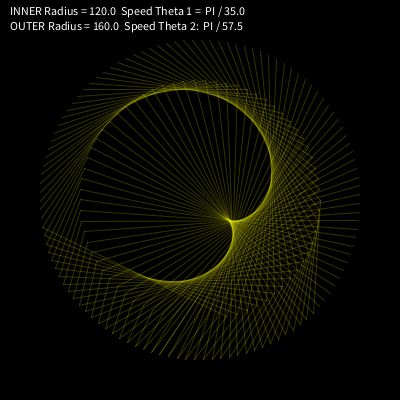 INNER Radius = 120.0  Speed Theta 1 = PI / 35.0
OUTER Radius = 160.0  Speed Theta 2: PI / 57.5